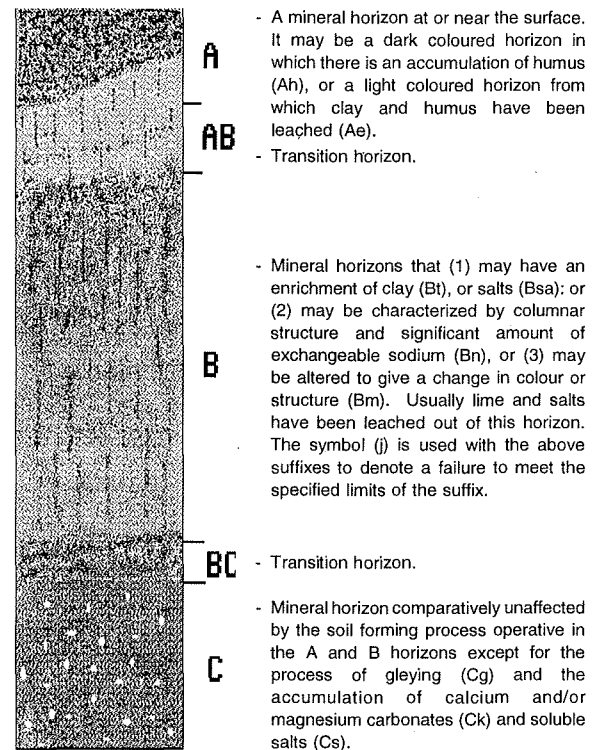 A
- A mineral horizon at or near the surface.
It may be a dark coloured horizon in
which there is an accumulation of humus
(Ah), or a light coloured horizon from
which clay and humus have been
leached (Ae).
AB
- Transition horizon.
B
- Mineral horizons that (1) may have an
enrichment of clay (Bt), or salts (Bsa): or
(2) may be characterized by columnar
structure and significant amount of
exchangeable sodium (Bn), or (3) may
be altered to give a change in colour or
structure (Bm). Usually lime and salts
have been leached out of this horizon.
The symbol (j) is used with the above
suffixes to denote a failure to meet the
specified limits of the suffix.
BC
- Transition horizon.
C
- Mineral horizon comparatively unaffected
by the soil forming process operative in
the A and B horizons except for the
process of gleying (Cg) and the
accumulation of calcium and/or
magnesium carbonates (Ck) and soluble
salts (Cs).